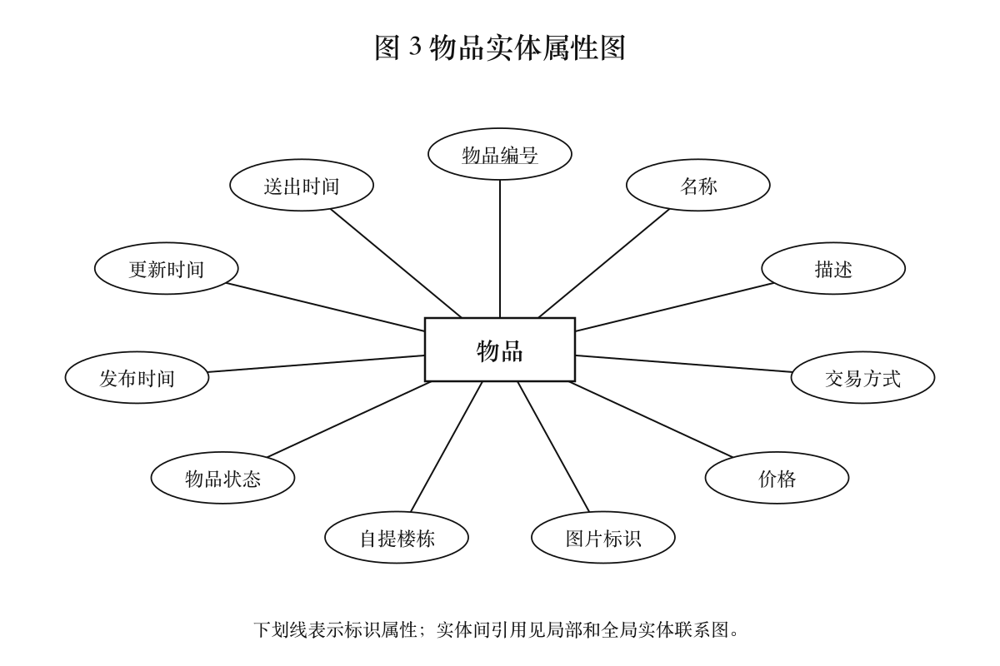 图 3 物品实体属性图
物品编号
送出时间
名称
更新时间
描述
物品
发布时间
交易方式
物品状态
价格
自提楼栋
图片标识
下划线表示标识属性；实体间引用见局部和全局实体联系图。